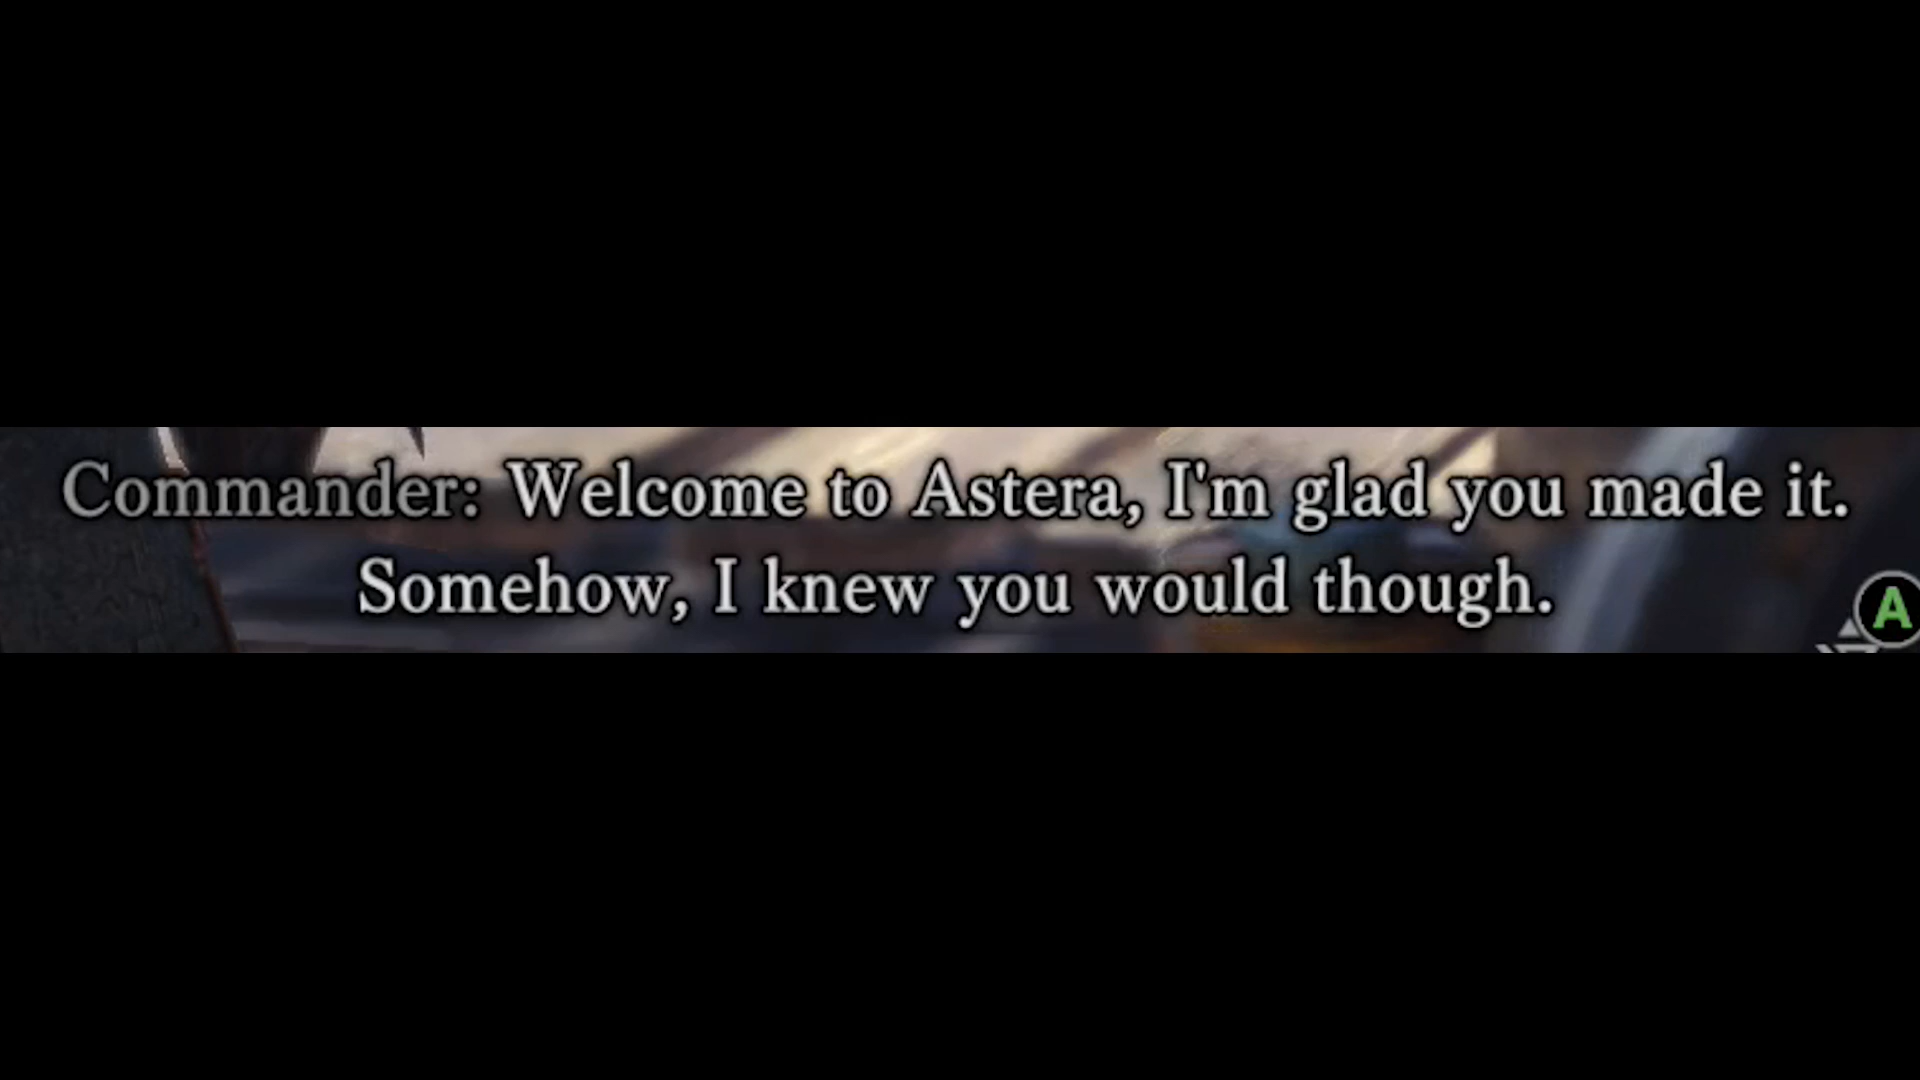 Commander: Welcome to Astera, I'm glad you made it.
Somehow, I knew you would though.
A